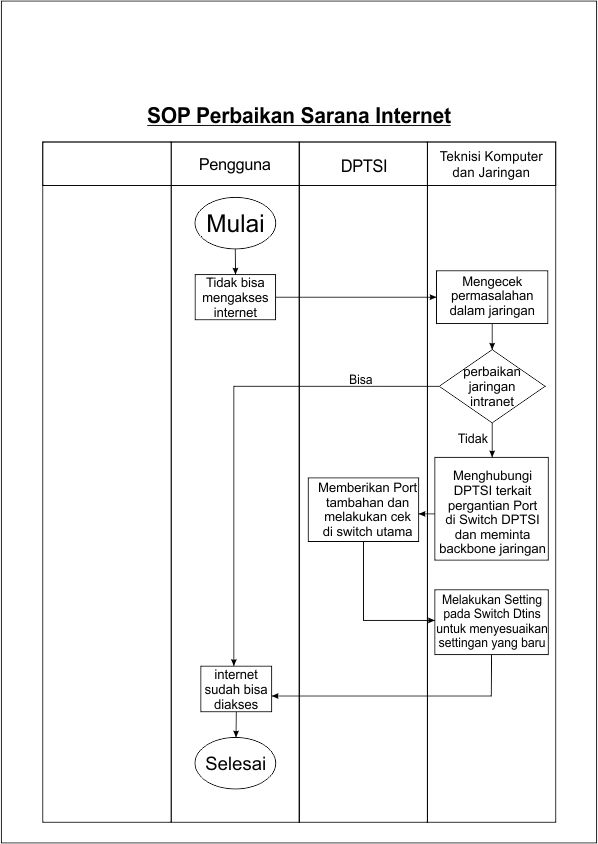 SOP Perbaikan Sarana Internet
Pengguna
DPTSI
Teknisi Komputer
dan Jaringan
Mulai
Tidak bisa
mengakses
internet
Mengecek
permasalahan
dalam jaringan
perbaikan
jaringan
intranet
Bisa
Tidak
Menghubungi
DPTSI terkait
pergantian Port
di Switch DPTSI
dan meminta
backbone jaringan
Memberikan Port
tambahan dan
melakukan cek
di switch utama
Melakukan Setting
pada Switch Dtins
untuk menyesuaikan
settingan yang baru
internet
sudah bisa
diakses
Selesai